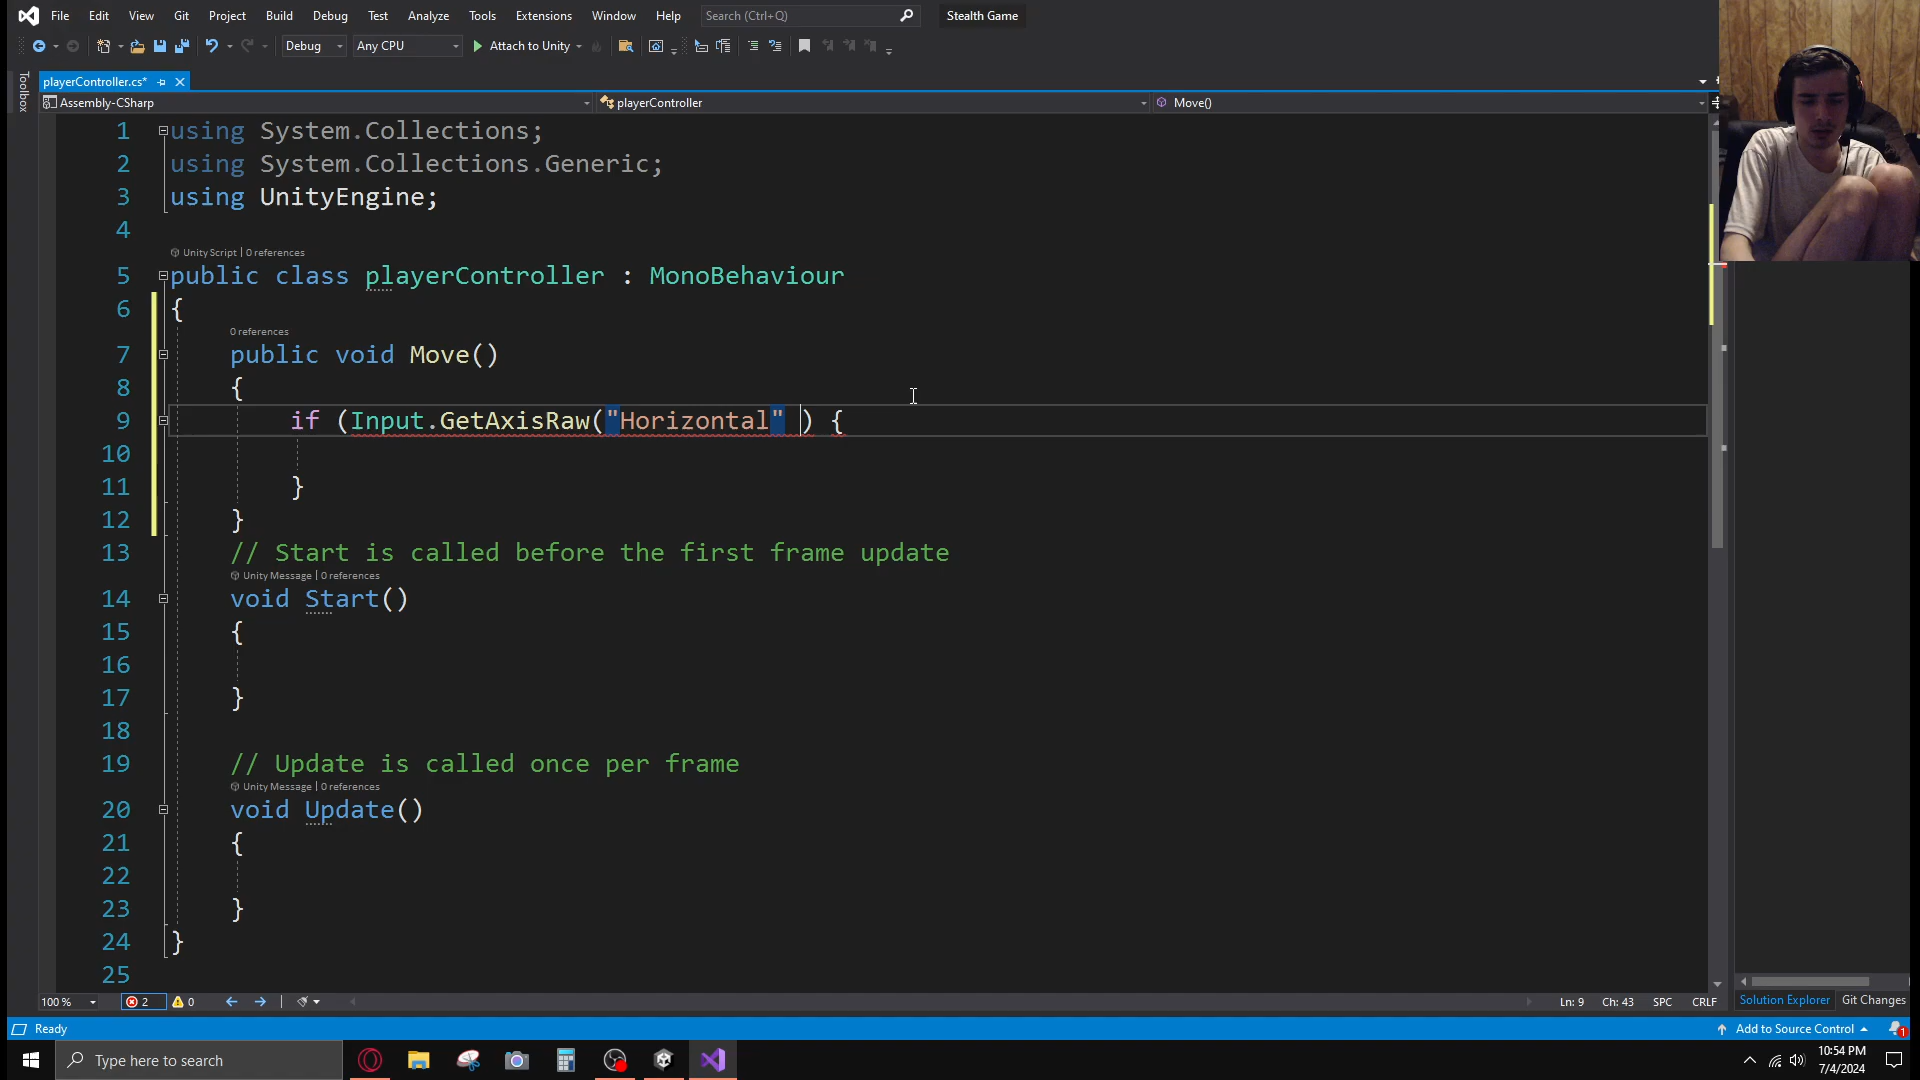 File Edit View Git Project Build Debug Test Analyze Tools Extensions Window Help Search (Ctrl+Q) Stealth Game
Debug Any CPU Attach to Unity
Toolbox
playerController.cs*
Assembly-CSharp playerController Move()
1 using System.Collections;
2 using System.Collections.Generic;
3 using UnityEngine;
4
Unity Script | 0 references
5 public class playerController : MonoBehaviour
6 {
0 references
7 public void Move()
8 {
9 if (Input.GetAxisRaw("Horizontal" ) {
10
11 }
12 }
13 // Start is called before the first frame update
Unity Message | 0 references
14 void Start()
15 {
16
17 }
18
19 // Update is called once per frame
Unity Message | 0 references
20 void Update()
21 {
22
23 }
24 }
25
100 % 2 0 Ln: 9 Ch: 43 SPC CRLF
Solution Explorer Git Changes
Ready Add to Source Control 1
Type here to search 10:54 PM
7/4/2024